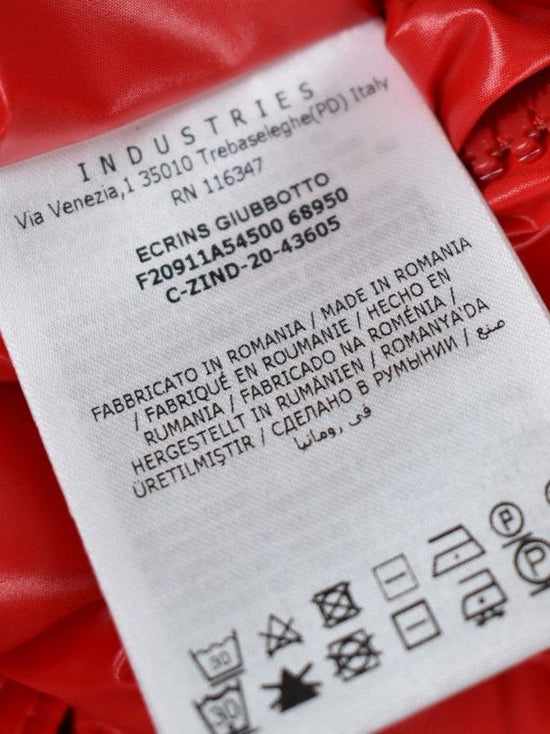 INDUSTRIES
Via Venezia,1 35010 Trebaseleghe(PD) Italy
RN 116347
ECRINS GIUBBOTTO
F20911A54500 68950
C-ZIND-20-43605
FABBRICATO IN ROMANIA / MADE IN ROMANIA
/ FABRIQUÉ EN ROUMANIE / HECHO EN
RUMANIA / FABRICADO NA ROMÉNIA /
HERGESTELLT IN RUMÄNIEN / ROMANYA'DA
ÜRETILMIŞTIR / СДЕЛАНО В РУМЫНИИ / صنع
في رومانيا
30 P
30 P